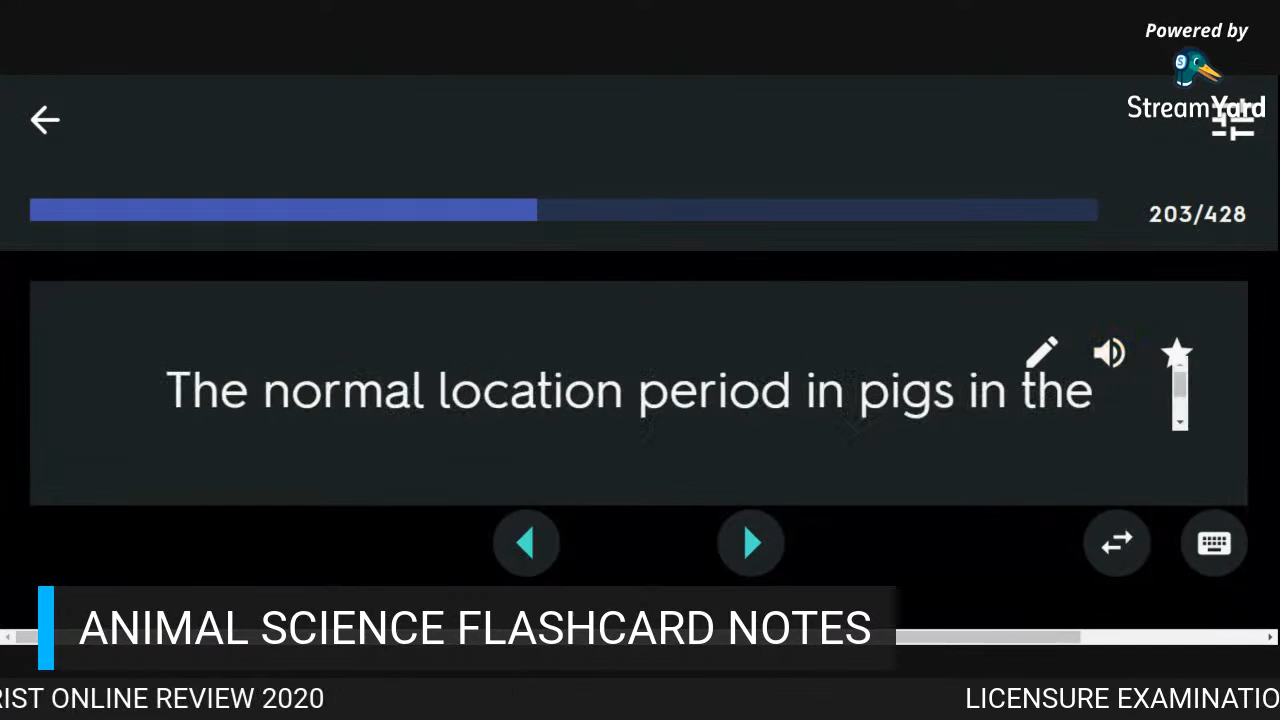 Powered by
StreamYard
203/428
The normal location period in pigs in the
ANIMAL SCIENCE FLASHCARD NOTES
RIST ONLINE REVIEW 2020
LICENSURE EXAMINATIO